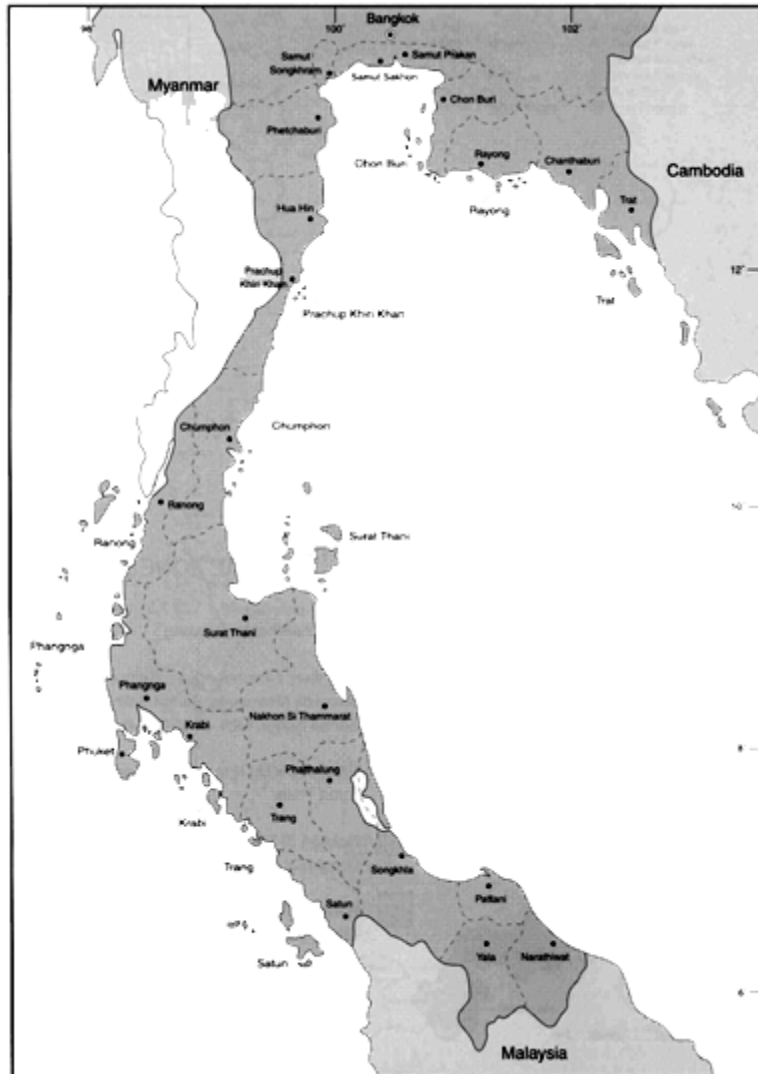 98°
100°
102°
Bangkok
Samut
Songkhram
Samut Prakan
Samut Sakhon
Myanmar
Chon Buri
Phetchaburi
Chon Buri
Rayong
Chanthaburi
Cambodia
Rayong
Trat
Hua Hin
12°
Prachup
Khiri Khan
Trat
Prachup Khiri Khan
Chumphon
Chumphon
Ranong
10°
Ranong
Surat Thani
Surat Thani
Phangnga
Phangnga
Krabi
Nakhon Si Thammarat
Phuket
8°
Phatthalung
Trang
Krabi
Trang
Songkhla
Pattani
Satun
Satun
Yala
Narathiwat
6°
Malaysia